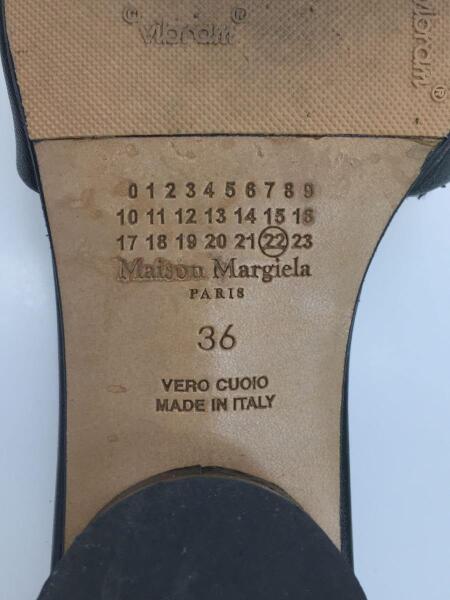 vibram®
vibram®
0 1 2 3 4 5 6 7 8 9
10 11 12 13 14 15 16
17 18 19 20 21 22 23
Maison Margiela
PARIS
36
VERO CUOIO
MADE IN ITALY